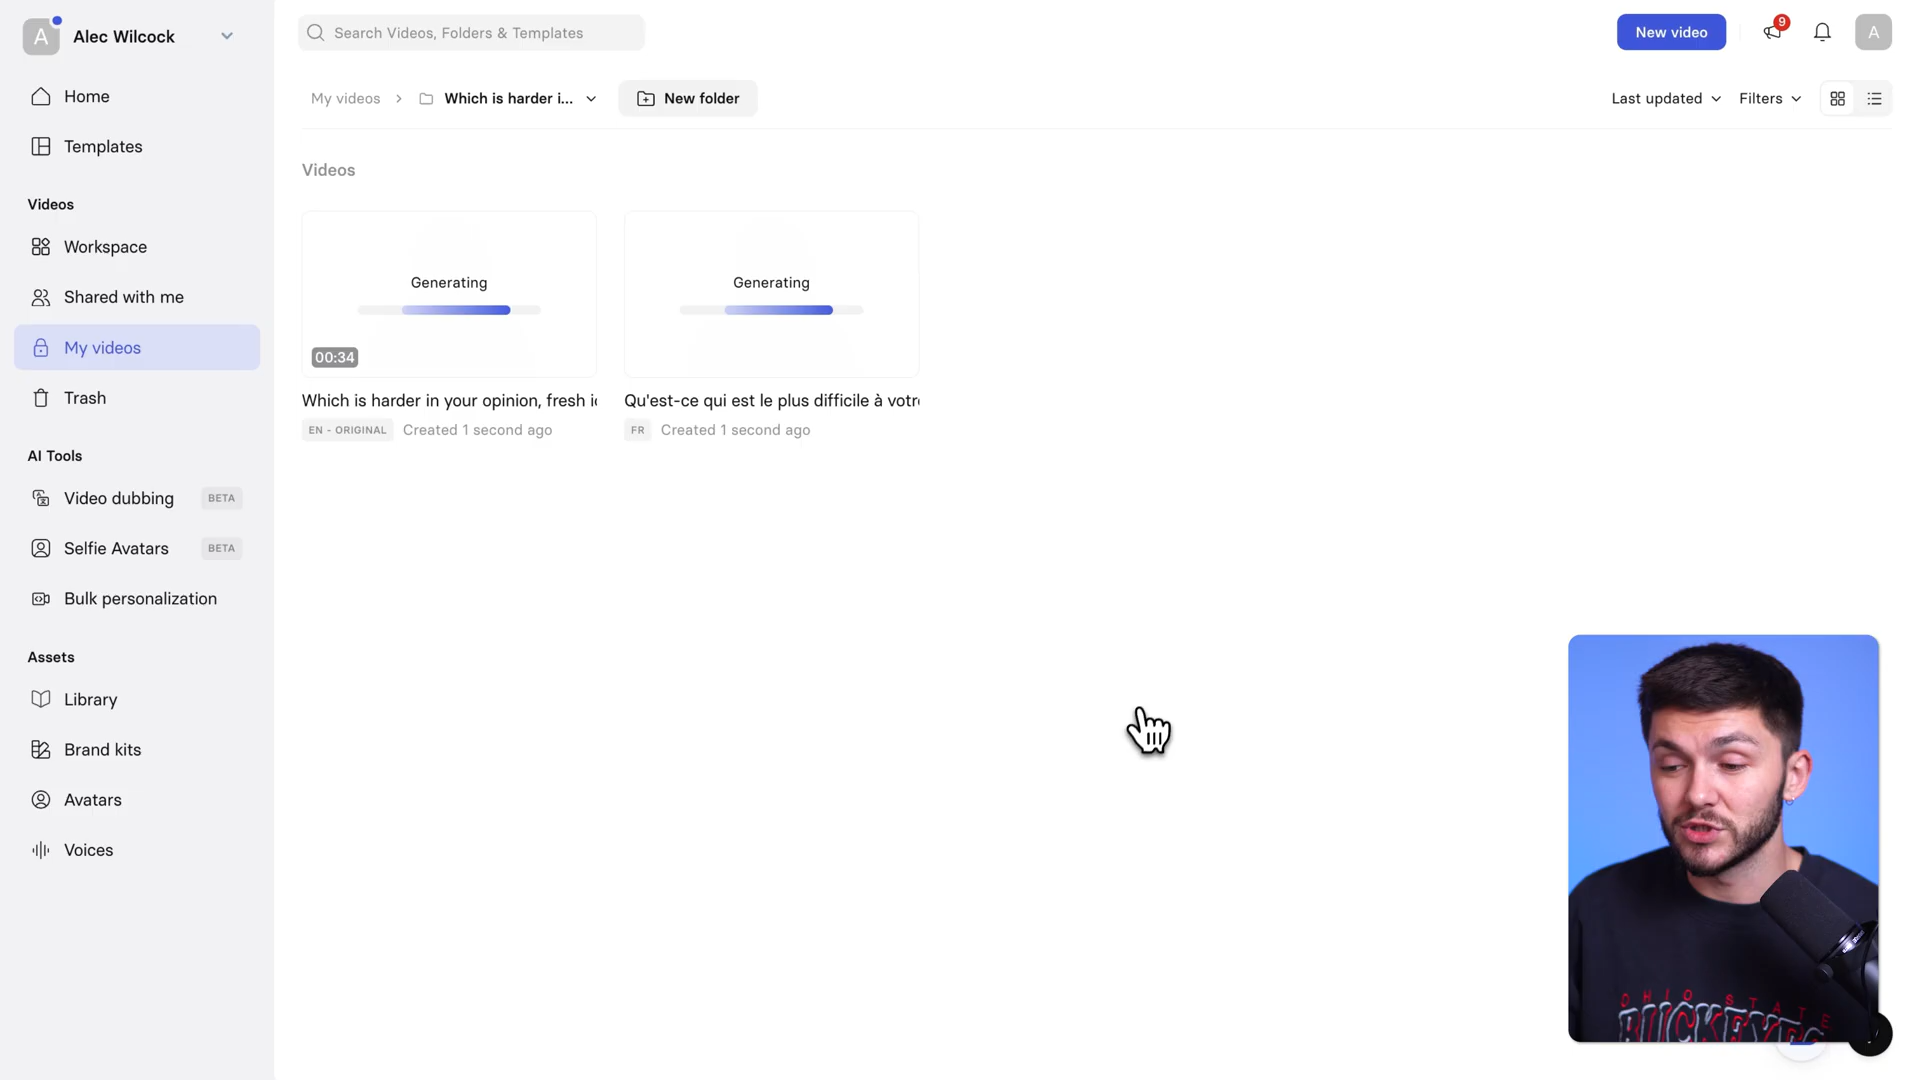 A
Alec Wilcock
Search Videos, Folders & Templates
New video
9
A
Home
Templates
Videos
Workspace
Shared with me
My videos
Trash
AI Tools
Video dubbing BETA
Selfie Avatars BETA
Bulk personalization
Assets
Library
Brand kits
Avatars
Voices
My videos > Which is harder i...
New folder
Last updated
Filters
Videos
Generating
00:34
Which is harder in your opinion, fresh
EN - ORIGINAL Created 1 second ago
Generating
Qu'est-ce qui est le plus difficile à votr
FR Created 1 second ago
OHIO STATE
BUCKEYES